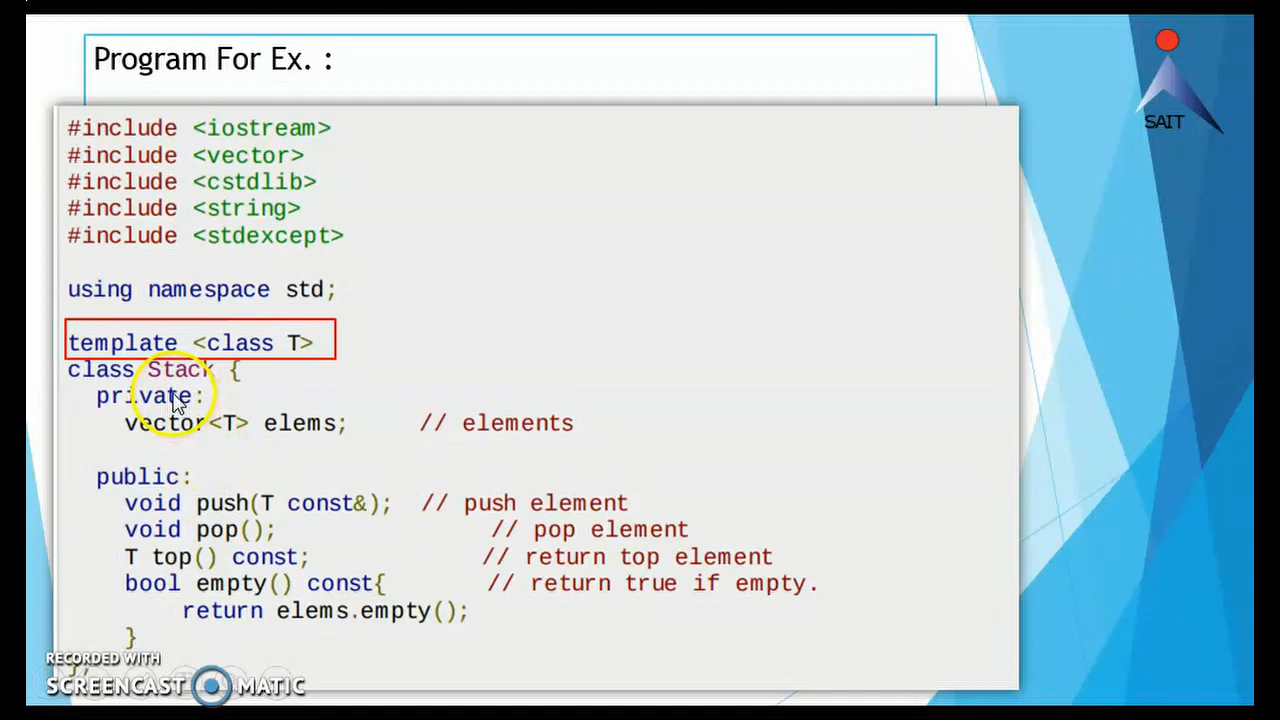 Program For Ex. :
SAIT
#include <iostream>
#include <vector>
#include <cstdlib>
#include <string>
#include <stdexcept>
using namespace std;
template <class T>
class Stack {
private:
vector<T> elems; // elements
public:
void push(T const&); // push element
void pop(); // pop element
T top() const; // return top element
bool empty() const{ // return true if empty.
return elems.empty();
}
};
RECORDED WITH
SCREENCAST MATIC